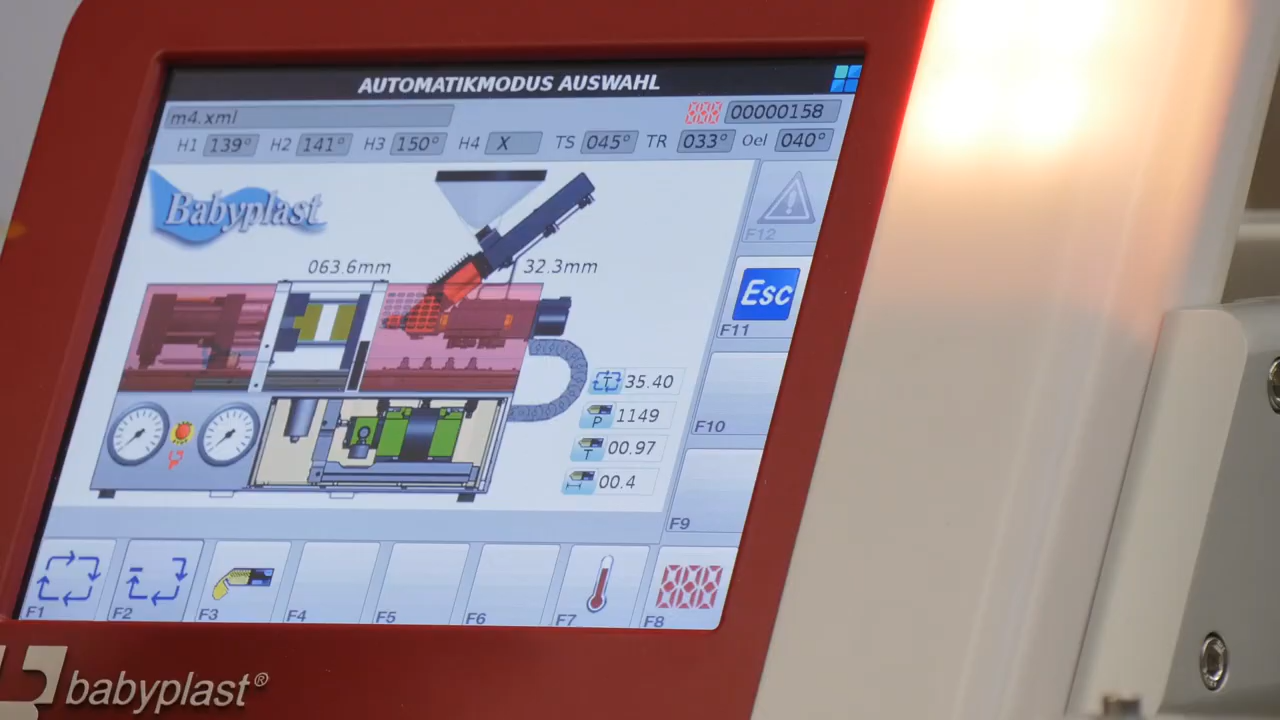 AUTOMATIKMODUS AUSWAHL
m4.xml 00000158
H1 139° H2 141° H3 150° H4 X TS 045° TR 033° Oel 040°
Babyplast
F12
063.6mm 32.3mm
Esc
F11
T 35.40
P 1149
F10
T 00.97
00.4
F9
F1 F2 F3 F4 F5 F6 F7 F8
babyplast®